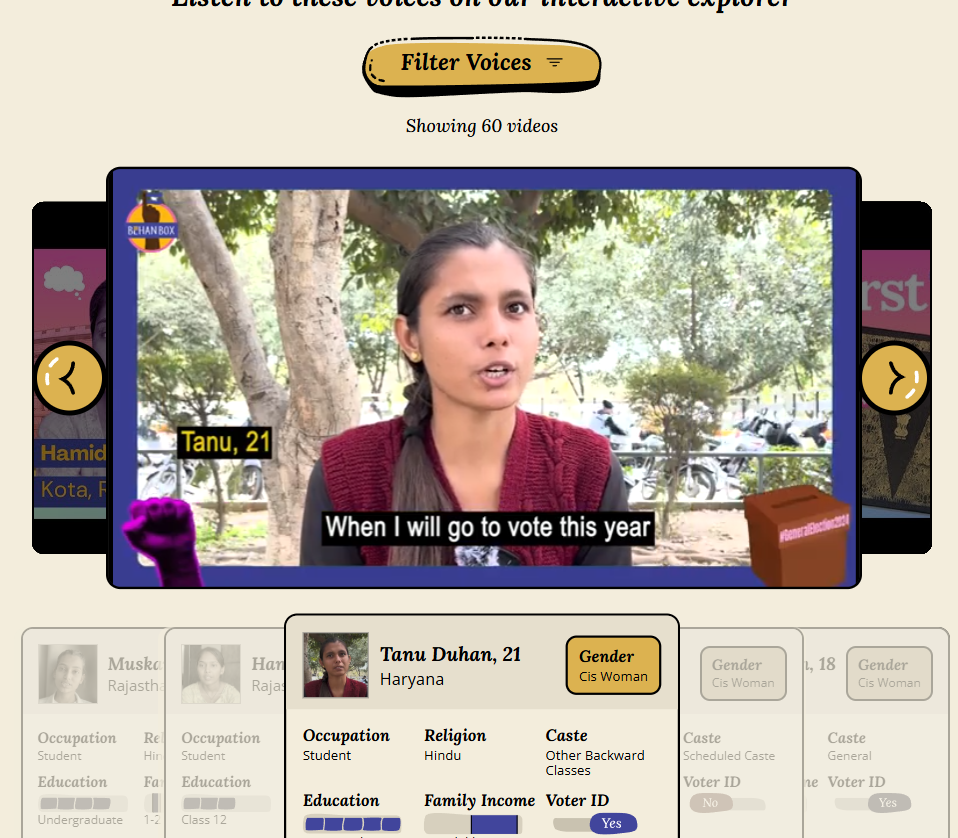 Listen to these voices on our interactive explorer
Filter Voices
Showing 60 videos
BEHANBOX
rst
Tanu, 21
Hamid
Kota, R
When I will go to vote this year
#GeneralElection2024
Muska
Rajasth
Han
Rajas
Tanu Duhan, 21
Haryana
Gender
Cis Woman
Gender
Cis Woman
, 18
Gender
Cis Woman
Occupation
Student
Re
Hin
Occupation
Student
Occupation
Student
Religion
Hindu
Caste
Other Backward
Classes
Caste
Scheduled Caste
Caste
General
Education
Undergraduate
Fa
1-2
Education
Class 12
Education
Family Income
Voter ID
Yes
Voter ID
No
me
Voter ID
Yes